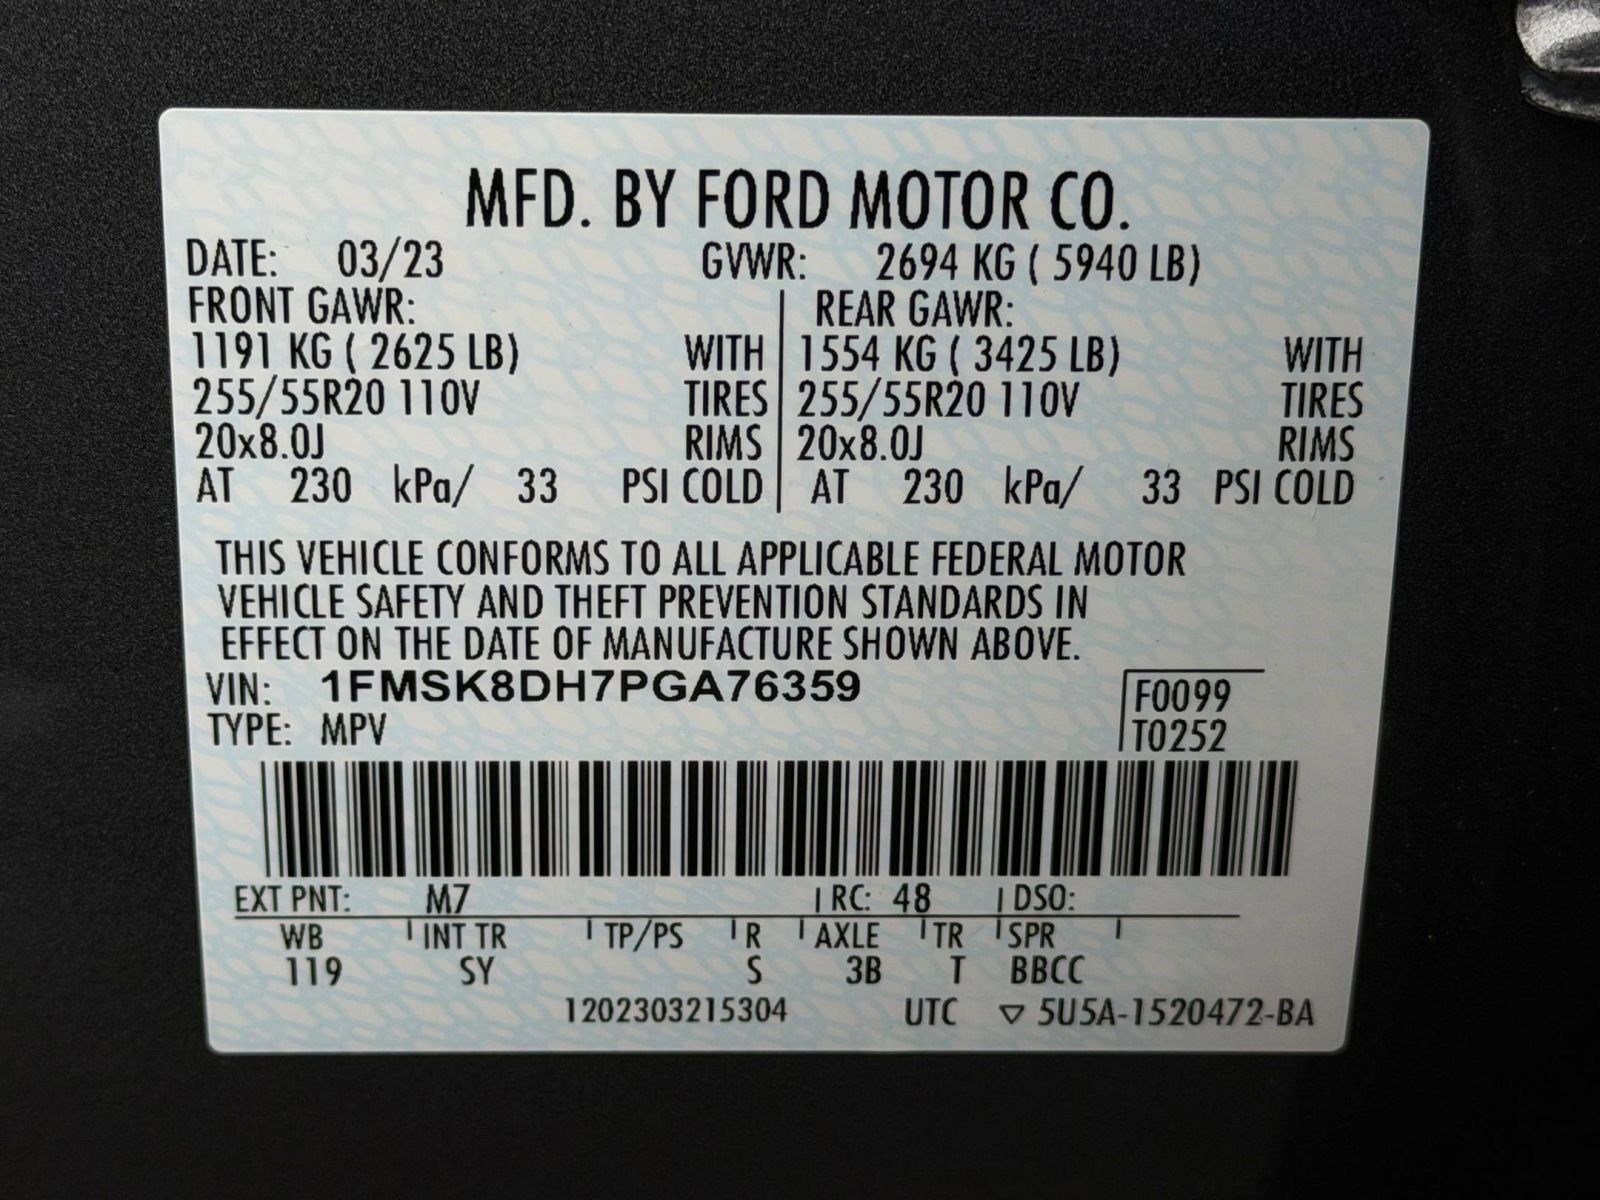 MFD. BY FORD MOTOR CO.
DATE: 03/23 GVWR: 2694 KG ( 5940 LB)
FRONT GAWR: REAR GAWR:
1191 KG ( 2625 LB) WITH 1554 KG ( 3425 LB) WITH
255/55R20 110V TIRES 255/55R20 110V TIRES
20x8.0J RIMS 20x8.0J RIMS
AT 230 kPa/ 33 PSI COLD AT 230 kPa/ 33 PSI COLD
THIS VEHICLE CONFORMS TO ALL APPLICABLE FEDERAL MOTOR
VEHICLE SAFETY AND THEFT PREVENTION STANDARDS IN
EFFECT ON THE DATE OF MANUFACTURE SHOWN ABOVE.
VIN: 1FMSK8DH7PGA76359 F0099
TYPE: MPV T0252
EXT PNT: M7 RC: 48 DSO:
WB INT TR TP/PS R AXLE TR SPR
119 SY S 3B T BBCC
1202303215304 UTC ▽ 5U5A-1520472-BA